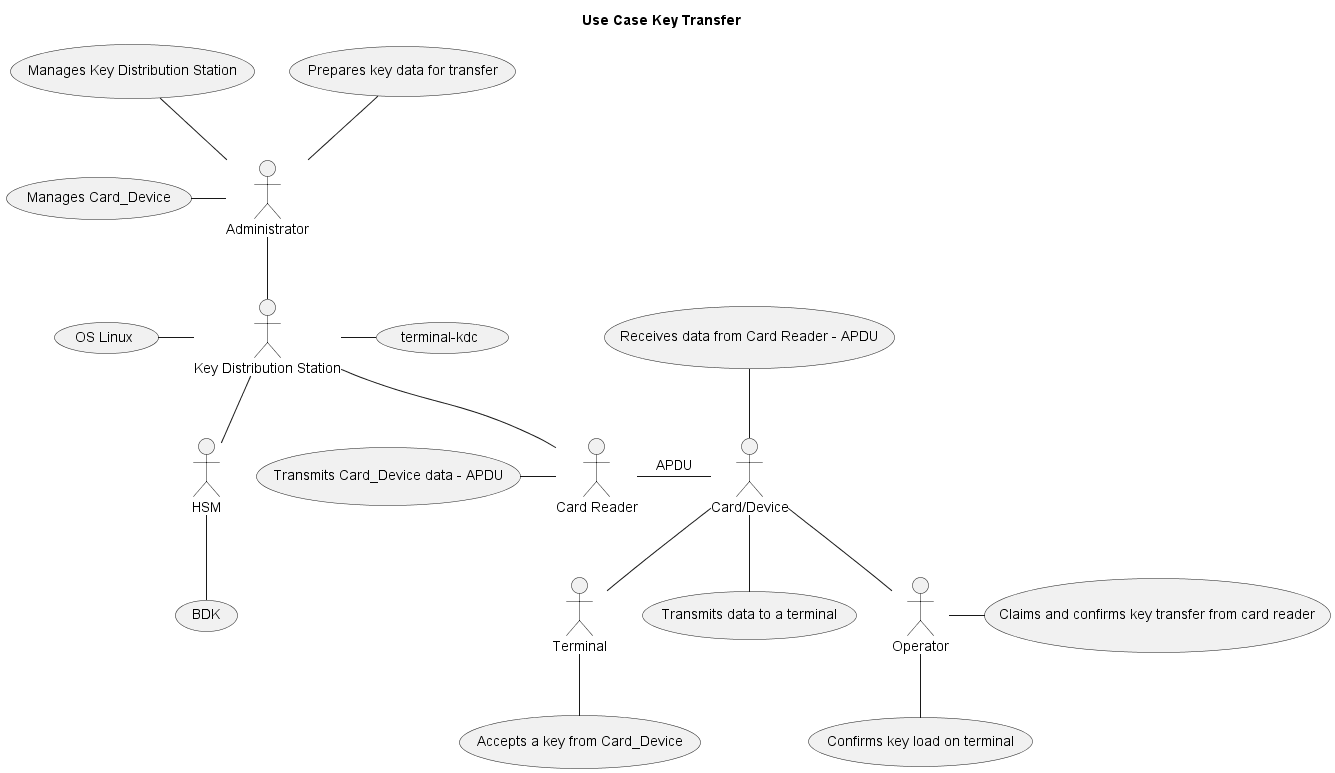 Use Case Key Transfer
Manages Key Distribution Station
Prepares key data for transfer
Manages Card_Device
Administrator
OS Linux
terminal-kdc
Receives data from Card Reader - APDU
Key Distribution Station
Transmits Card_Device data - APDU
APDU
HSM
Card Reader
Card/Device
BDK
Transmits data to a terminal
Claims and confirms key transfer from card reader
Terminal
Operator
Accepts a key from Card_Device
Confirms key load on terminal